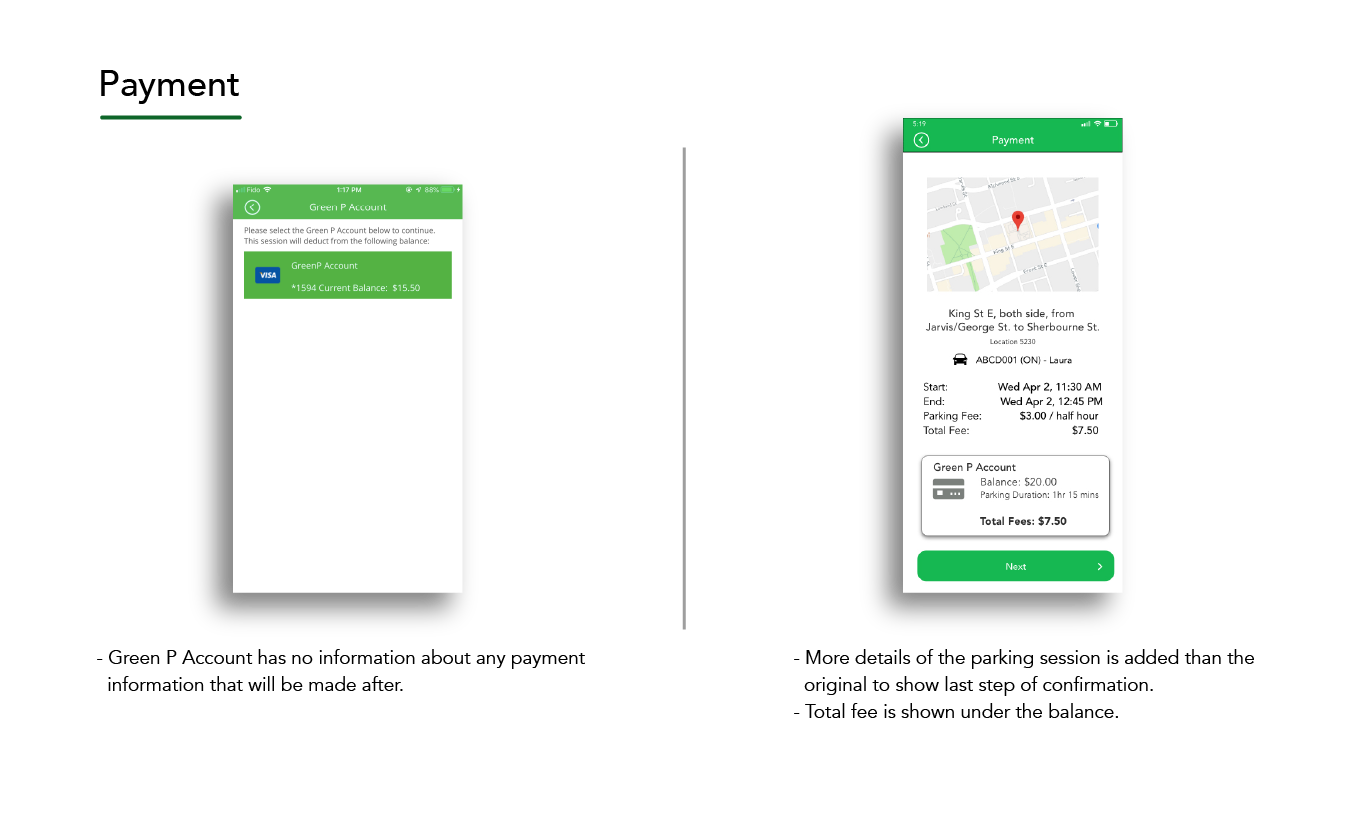 Payment
Fido
1:17 PM
88%
Green P Account
Please select the Green P Account below to continue.
This session will deduct from the following balance:
VISA
GreenP Account
*1594 Current Balance: $15.50
- Green P Account has no information about any payment
information that will be made after.
5:19
Payment
Richmond St E
King St E
Front St E
King St E, both side, from
Jarvis/George St. to Sherbourne St.
Location 5230
ABCD001 (ON) - Laura
Start: Wed Apr 2, 11:30 AM
End: Wed Apr 2, 12:45 PM
Parking Fee: $3.00 / half hour
Total Fee: $7.50
Green P Account
Balance: $20.00
Parking Duration: 1hr 15 mins
Total Fees: $7.50
Next
- More details of the parking session is added than the
original to show last step of confirmation.
- Total fee is shown under the balance.